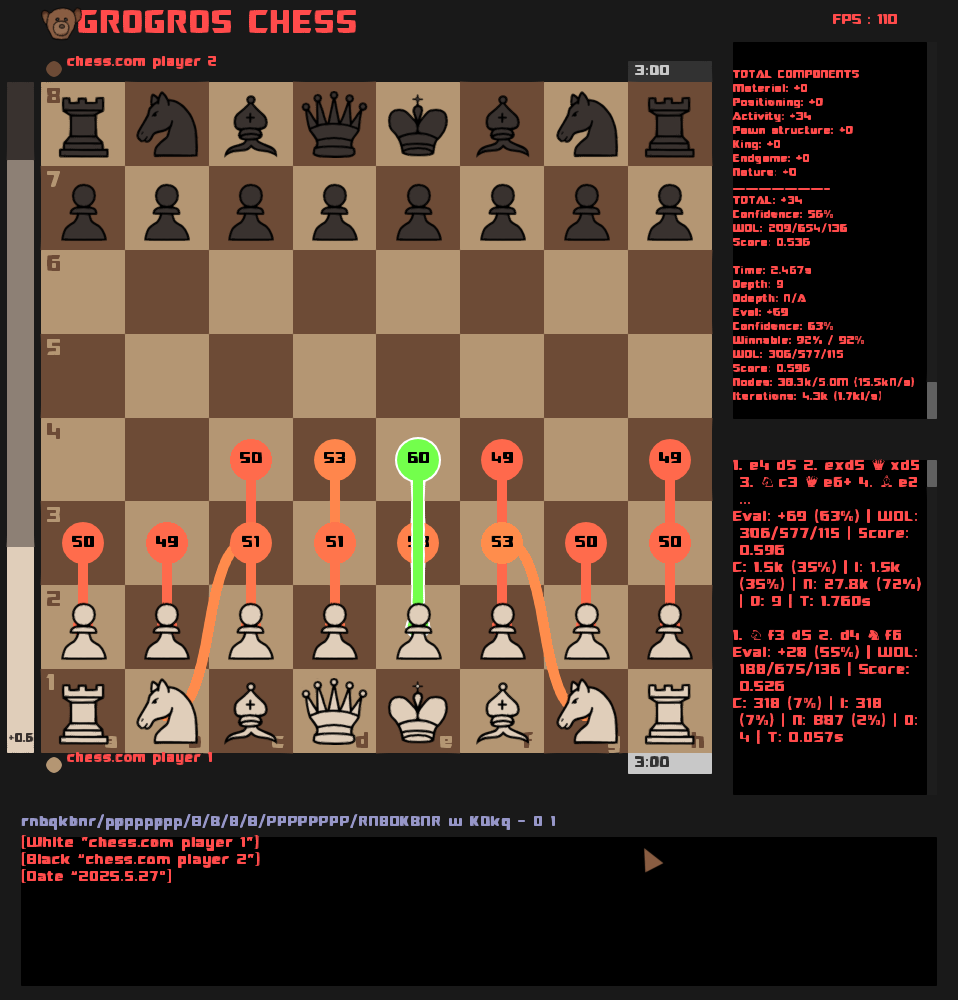 GROGROS CHESS
FPS : 110
chess.com player 2
3:00
8
7
6
5
4
3
2
1
50
53
60
49
49
50
49
51
51
53
50
50
+0.6
a
c
d
e
f
g
h
chess.com player 1
3:00
TOTAL COMPONENTS
Material: +0
Positioning: +0
Activity: +34
Pawn structure: +0
King: +0
Endgame: +0
Nature: +0
TOTAL: +34
Confidence: 56%
WDL: 209/654/136
Score: 0.536
Time: 2.467s
Depth: 9
Qdepth: N/A
Eval: +69
Confidence: 63%
Winnable: 92% / 92%
WDL: 306/577/115
Score: 0.596
Nodes: 38.3k/5.0M (15.5kN/s)
Iterations: 4.3k (1.7kI/s)
1. e4 d5 2. exd5 ♛ xd5
3. ♘ c3 ♛ e6+ 4. ♗ e2
...
Eval: +69 (63%) | WDL:
306/577/115 | Score:
0.596
C: 1.5k (35%) | I: 1.5k
(35%) | N: 27.8k (72%)
| D: 9 | T: 1.760s
1. ♘ f3 d5 2. d4 ♞ f6
Eval: +28 (55%) | WDL:
188/675/136 | Score:
0.526
C: 318 (7%) | I: 318
(7%) | N: 887 (2%) | D:
4 | T: 0.057s
rnbqkbnr/pppppppp/8/8/8/8/PPPPPPPP/RNBQKBNR w KQkq - 0 1
[White "chess.com player 1"]
[Black "chess.com player 2"]
[Date "2025.5.27"]